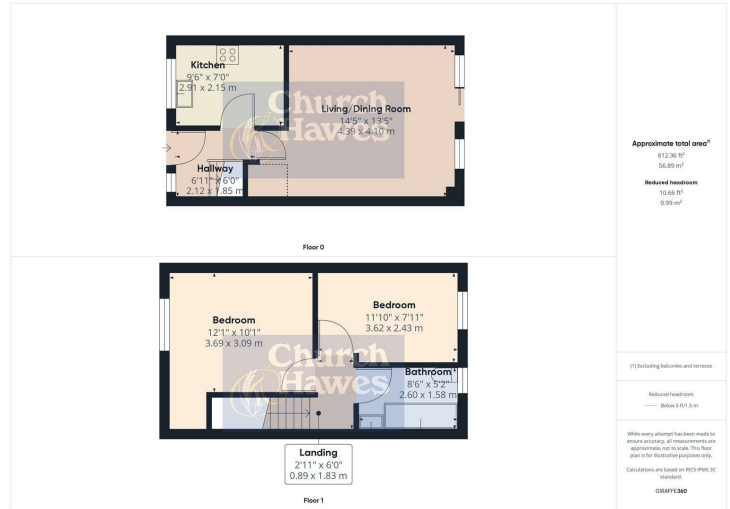 Kitchen
9'6" x 7'0"
2.91 x 2.15 m
Church
Hawes
Living/Dining Room
14'5" x 13'5"
4.39 x 4.10 m
Hallway
6'11" x 6'0"
2.12 x 1.85 m
Floor 0
Bedroom
12'1" x 10'1"
3.69 x 3.09 m
Bedroom
11'10" x 7'11"
3.62 x 2.43 m
Church
Hawes
Bathroom
8'6" x 5'2"
2.60 x 1.58 m
Landing
2'11" x 6'0"
0.89 x 1.83 m
Floor 1
Approximate total area⁽¹⁾
612.36 ft²
56.89 m²
Reduced headroom
10.66 ft²
0.99 m²
(1) Excluding balconies and terraces
Reduced headroom
Below 5 ft/1.5 m
While every attempt has been made to
ensure accuracy, all measurements are
approximate, not to scale. This floor
plan is for illustrative purposes only.
Calculations are based on RICS IPMS 3C
standard.
GIRAFFE360